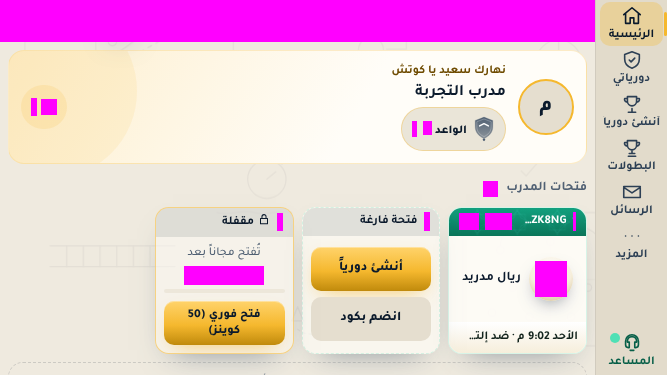 الرئيسية
دورياتي
أنشئ دوريا
البطولات
الرسائل
...
المزيد
المساعد
نهارك سعيد يا كوتش
مدرب التجربة
م
الواعد
فتحات المدرب
ZK8NG...
ريال مدريد
الأحد 9:02 م · ضد إلتـ...
فتحة فارغة
أنشئ دورياً
انضم بكود
مقفلة
تُفتح مجاناً بعد
فتح فوري (50
كوينز)